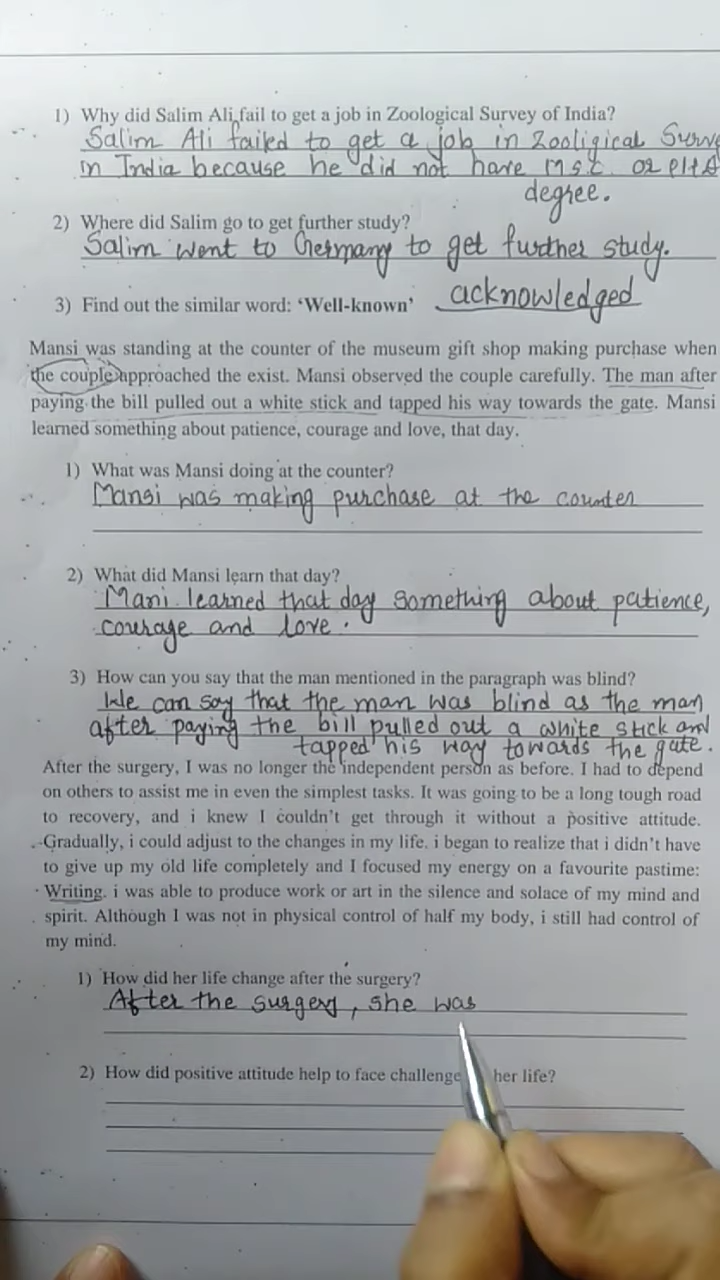 1) Why did Salim Ali fail to get a job in Zoological Survey of India?
Salim Ali failed to get a job in Zooligical Surve
in India because he did not have M.S.C. or PHD
degree.
2) Where did Salim go to get further study?
Salim went to Germany to get further study.
3) Find out the similar word: 'Well-known' acknowledged
Mansi was standing at the counter of the museum gift shop making purchase when
the couple approached the exist. Mansi observed the couple carefully. The man after
paying the bill pulled out a white stick and tapped his way towards the gate. Mansi
learned something about patience, courage and love, that day.
1) What was Mansi doing at the counter?
Mansi was making purchase at the counter
2) What did Mansi learn that day?
Mani learned that day something about patience,
courage and love.
3) How can you say that the man mentioned in the paragraph was blind?
We can say that the man was blind as the man
after paying the bill pulled out a white stick and
tapped his way towards the gate.
After the surgery, I was no longer the independent person as before. I had to depend
on others to assist me in even the simplest tasks. It was going to be a long tough road
to recovery, and i knew I couldn't get through it without a positive attitude.
Gradually, i could adjust to the changes in my life. i began to realize that i didn't have
to give up my old life completely and I focused my energy on a favourite pastime:
Writing. i was able to produce work or art in the silence and solace of my mind and
spirit. Although I was not in physical control of half my body, i still had control of
my mind.
1) How did her life change after the surgery?
After the surgery, she was
2) How did positive attitude help to face challenge her life?